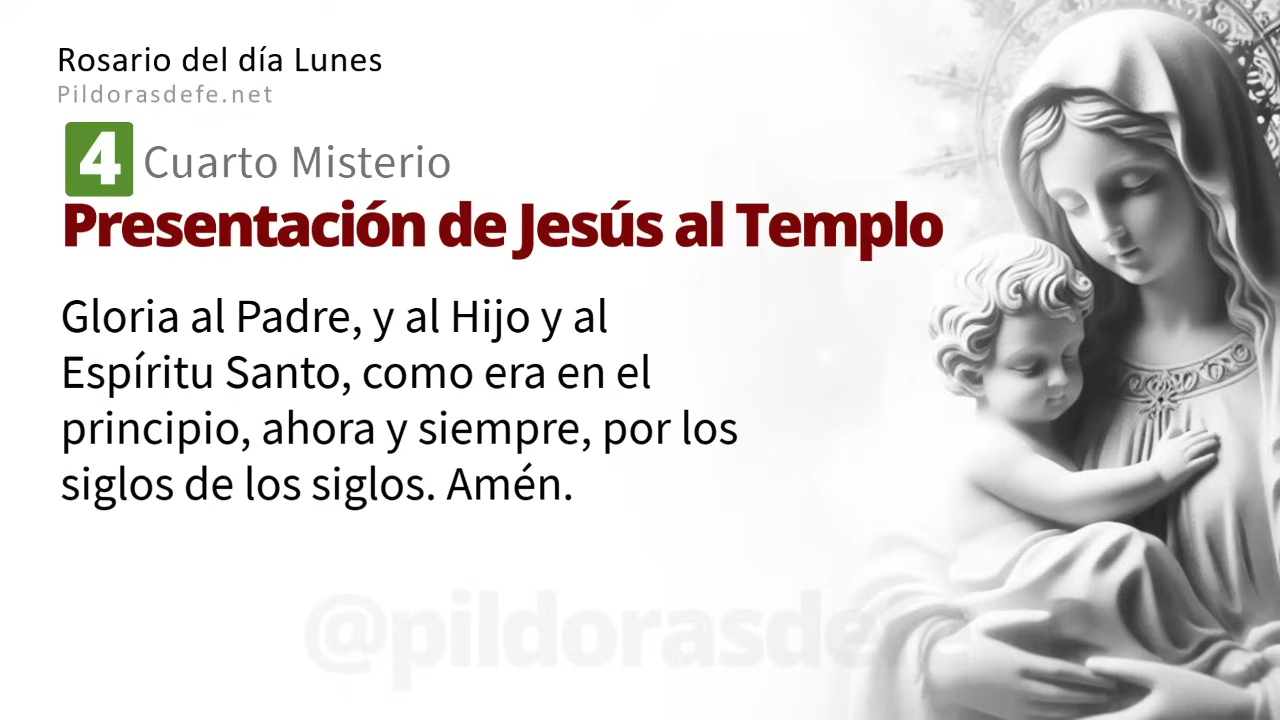 Rosario del día Lunes
Pildorasdefe.net
4 Cuarto Misterio
Presentación de Jesús al Templo
Gloria al Padre, y al Hijo y al
Espíritu Santo, como era en el
principio, ahora y siempre, por los
siglos de los siglos. Amén.
@pildorasdef